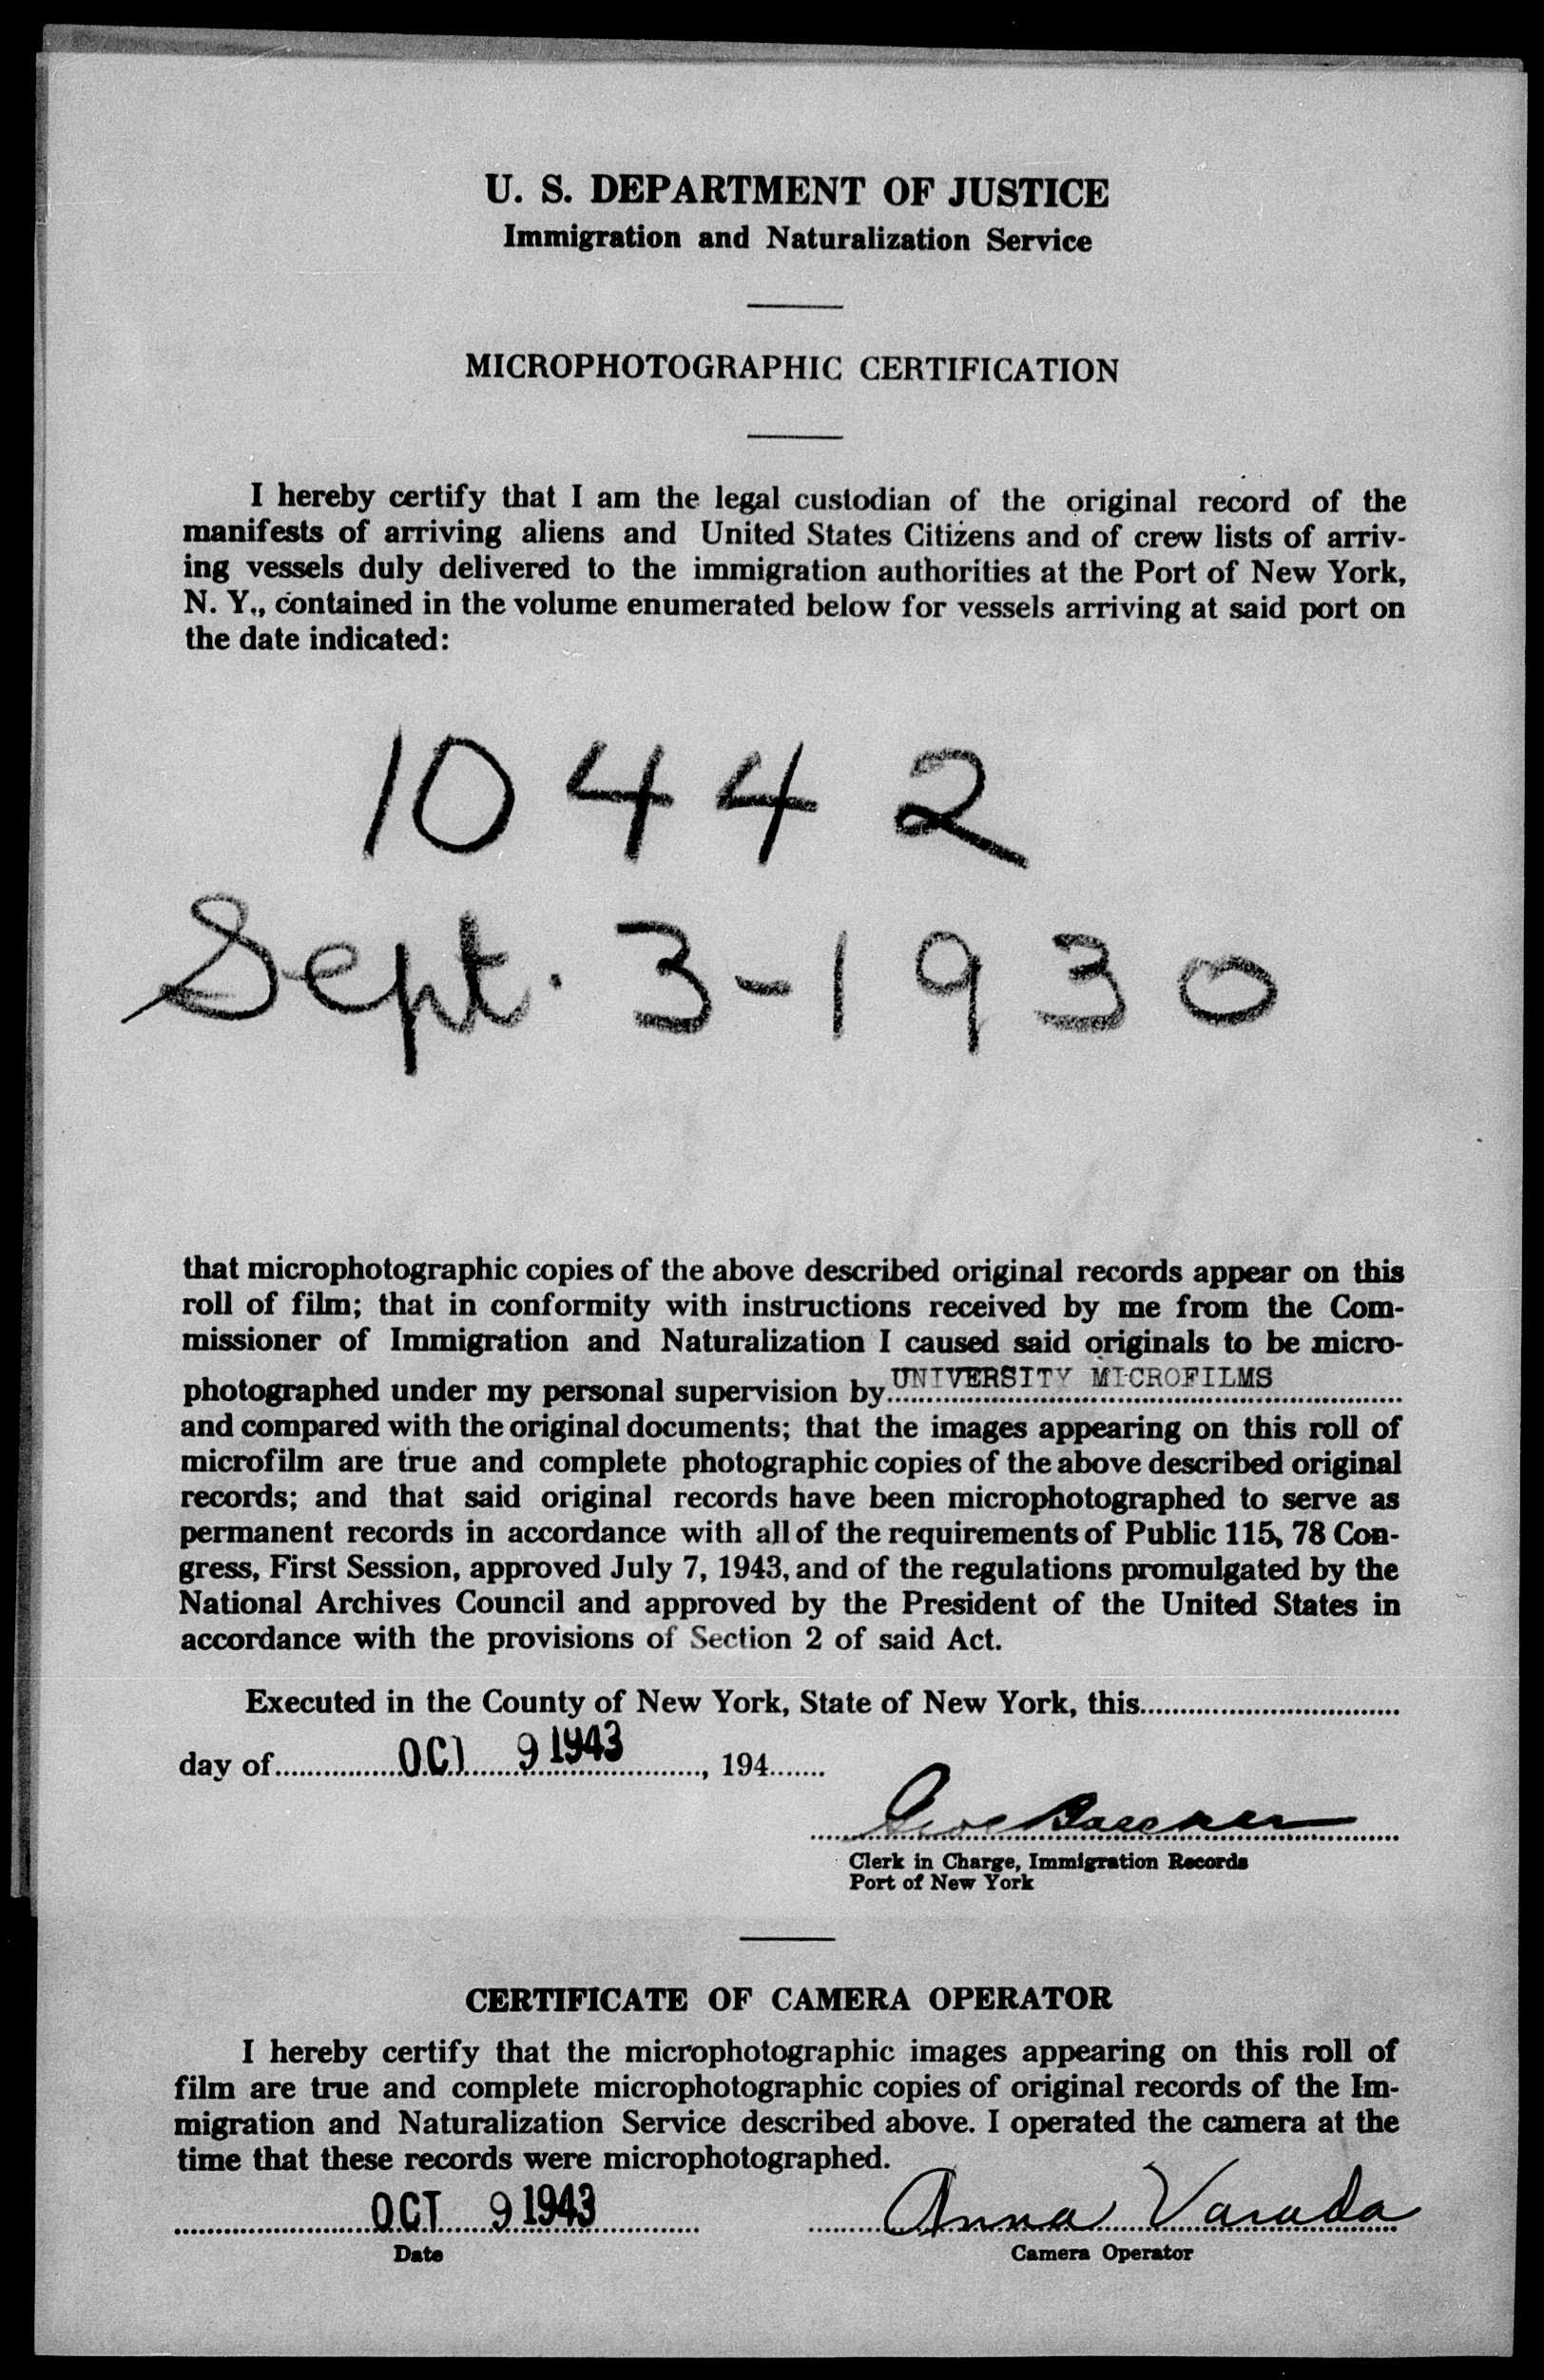 U. S. DEPARTMENT OF JUSTICE
Immigration and Naturalization Service
MICROPHOTOGRAPHIC CERTIFICATION
I hereby certify that I am the legal custodian of the original record of the
manifests of arriving aliens and United States Citizens and of crew lists of arriv-
ing vessels duly delivered to the immigration authorities at the Port of New York,
N. Y., contained in the volume enumerated below for vessels arriving at said port on
the date indicated:
10442
Sept. 3-1930
that microphotographic copies of the above described original records appear on this
roll of film; that in conformity with instructions received by me from the Com-
missioner of Immigration and Naturalization I caused said originals to be micro-
photographed under my personal supervision by UNIVERSITY MICROFILMS
and compared with the original documents; that the images appearing on this roll of
microfilm are true and complete photographic copies of the above described original
records; and that said original records have been microphotographed to serve as
permanent records in accordance with all of the requirements of Public 115, 78 Con-
gress, First Session, approved July 7, 1943, and of the regulations promulgated by the
National Archives Council and approved by the President of the United States in
accordance with the provisions of Section 2 of said Act.
Executed in the County of New York, State of New York, this
day of OCT 9 1943, 194
Clerk in Charge, Immigration Records
Port of New York
CERTIFICATE OF CAMERA OPERATOR
I hereby certify that the microphotographic images appearing on this roll of
film are true and complete microphotographic copies of original records of the Im-
migration and Naturalization Service described above. I operated the camera at the
time that these records were microphotographed.
OCT 9 1943 Anna Varada
Date Camera Operator